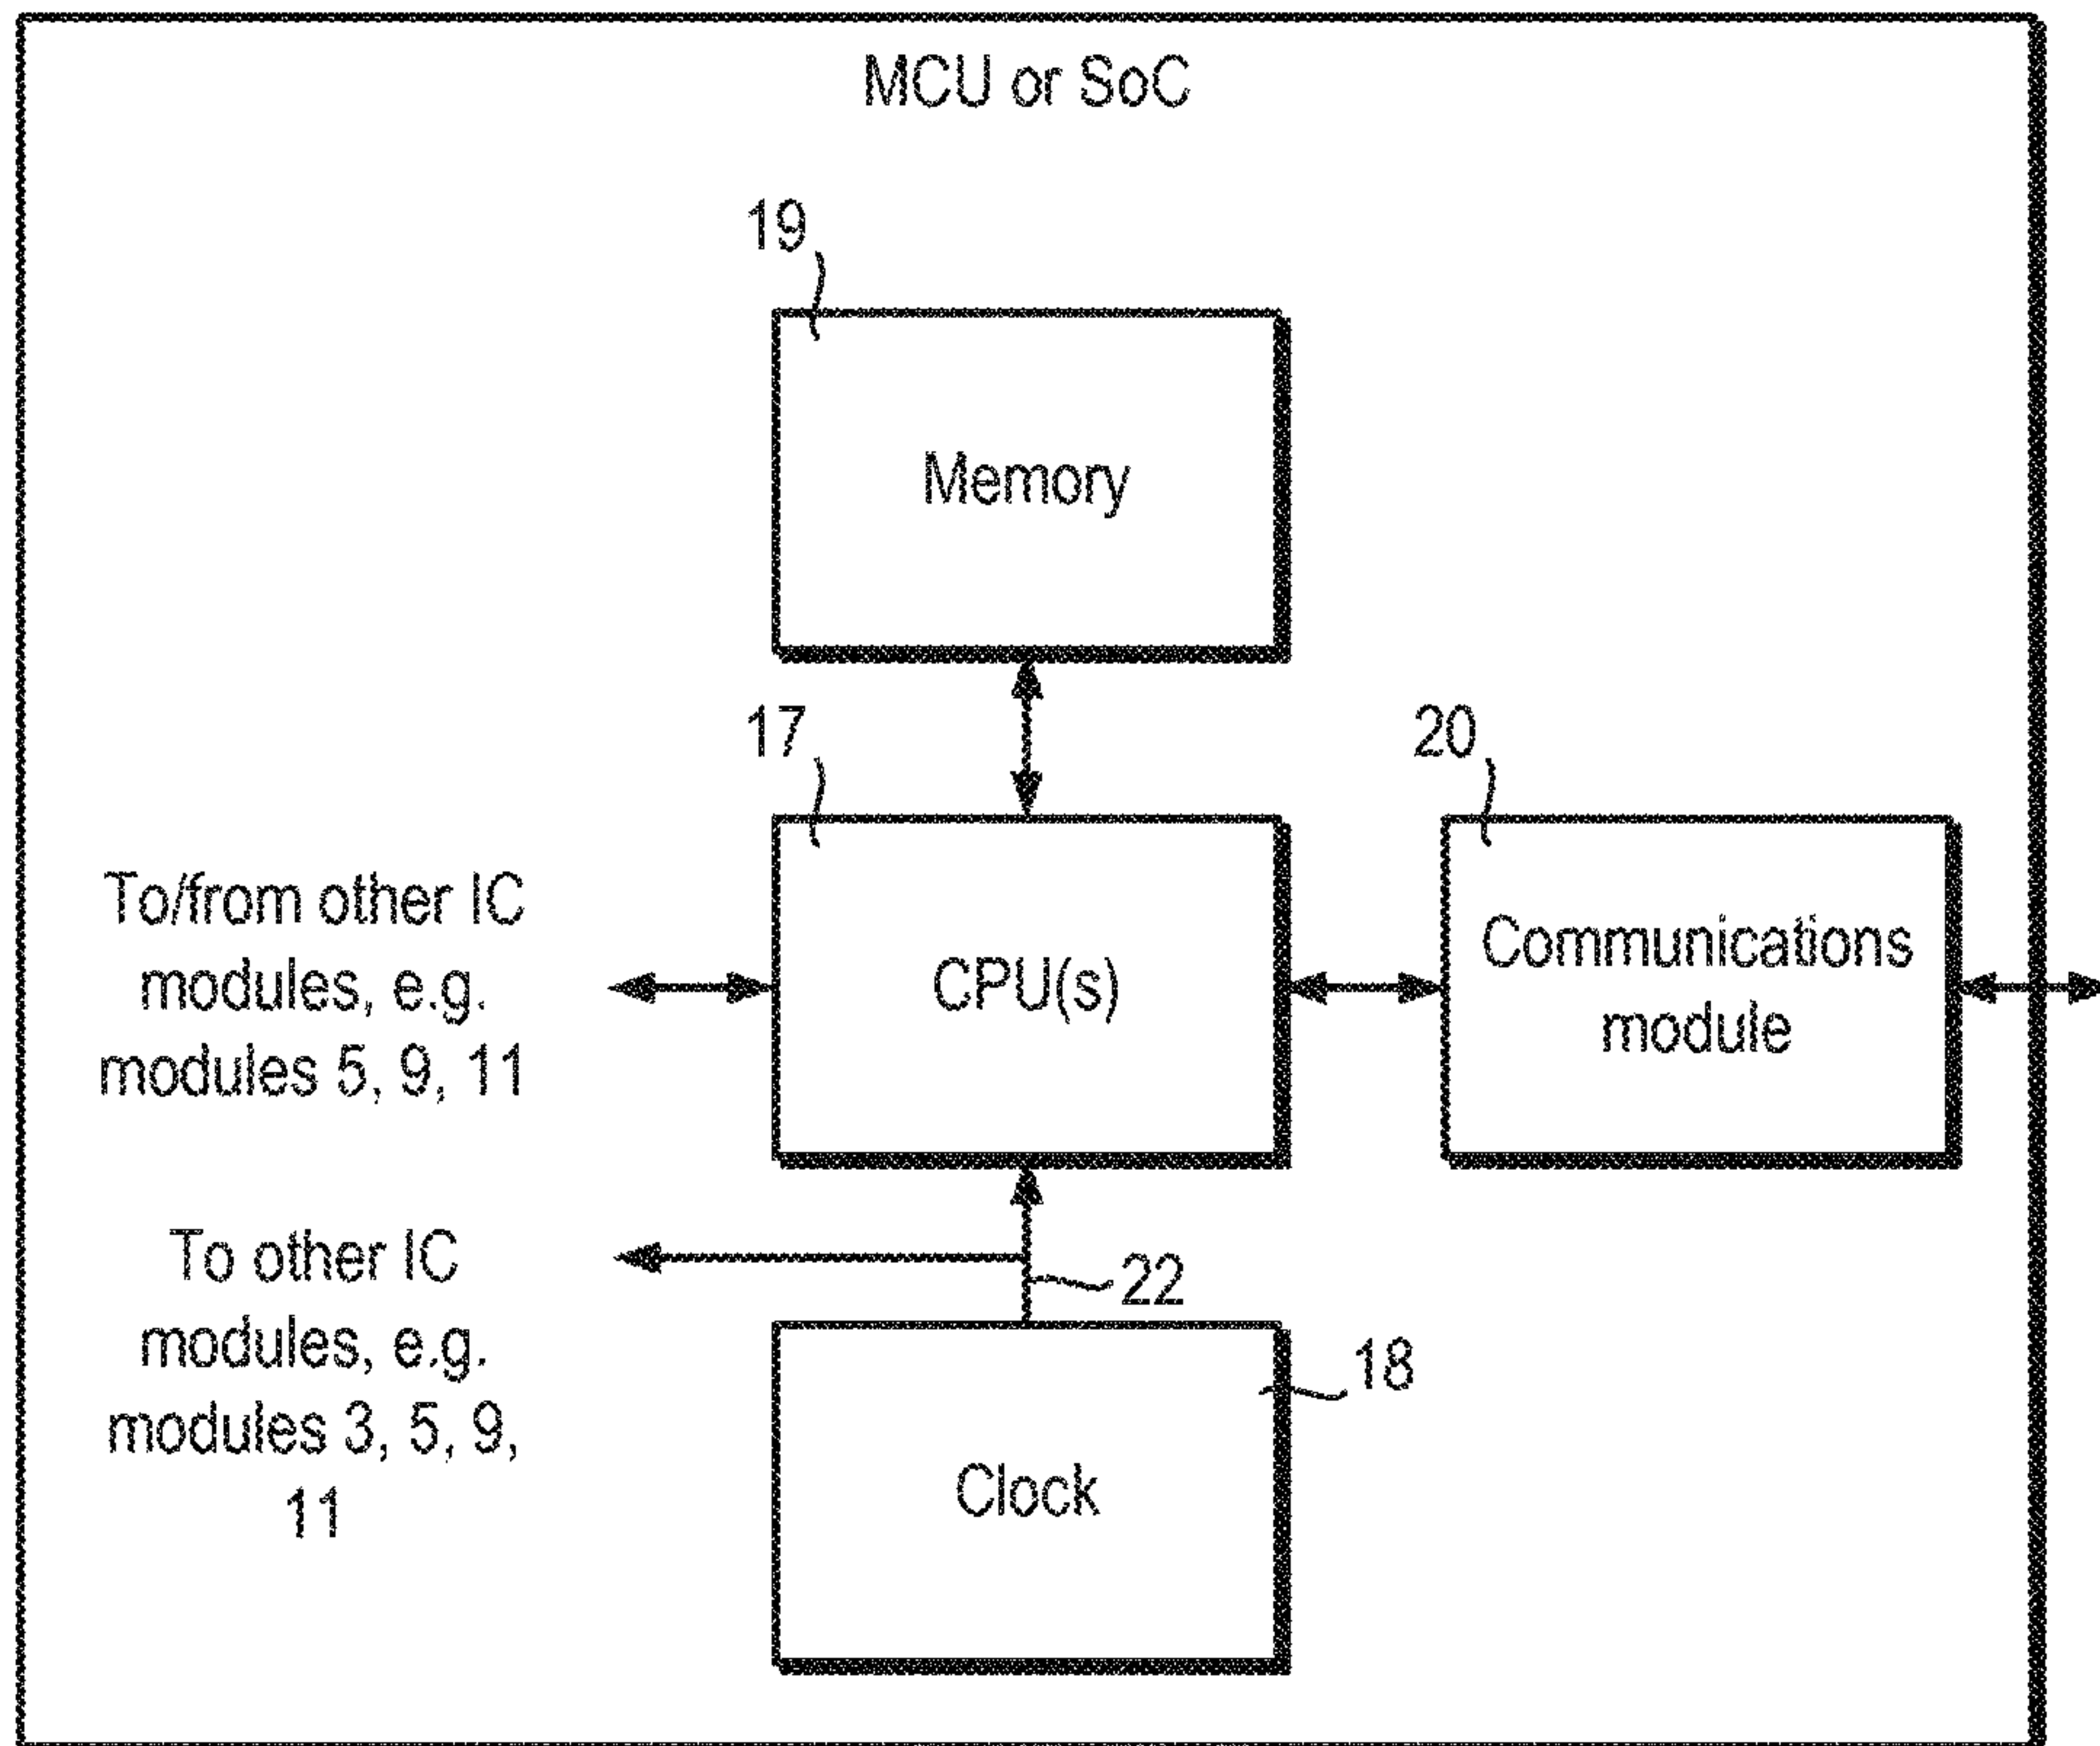 MCU or SoC
19
Memory
17
20
To/from other IC
modules, e.g.
modules 5, 9, 11
CPU(s)
Communications
module
To other IC
modules, e.g.
modules 3, 5, 9,
11
22
18
Clock